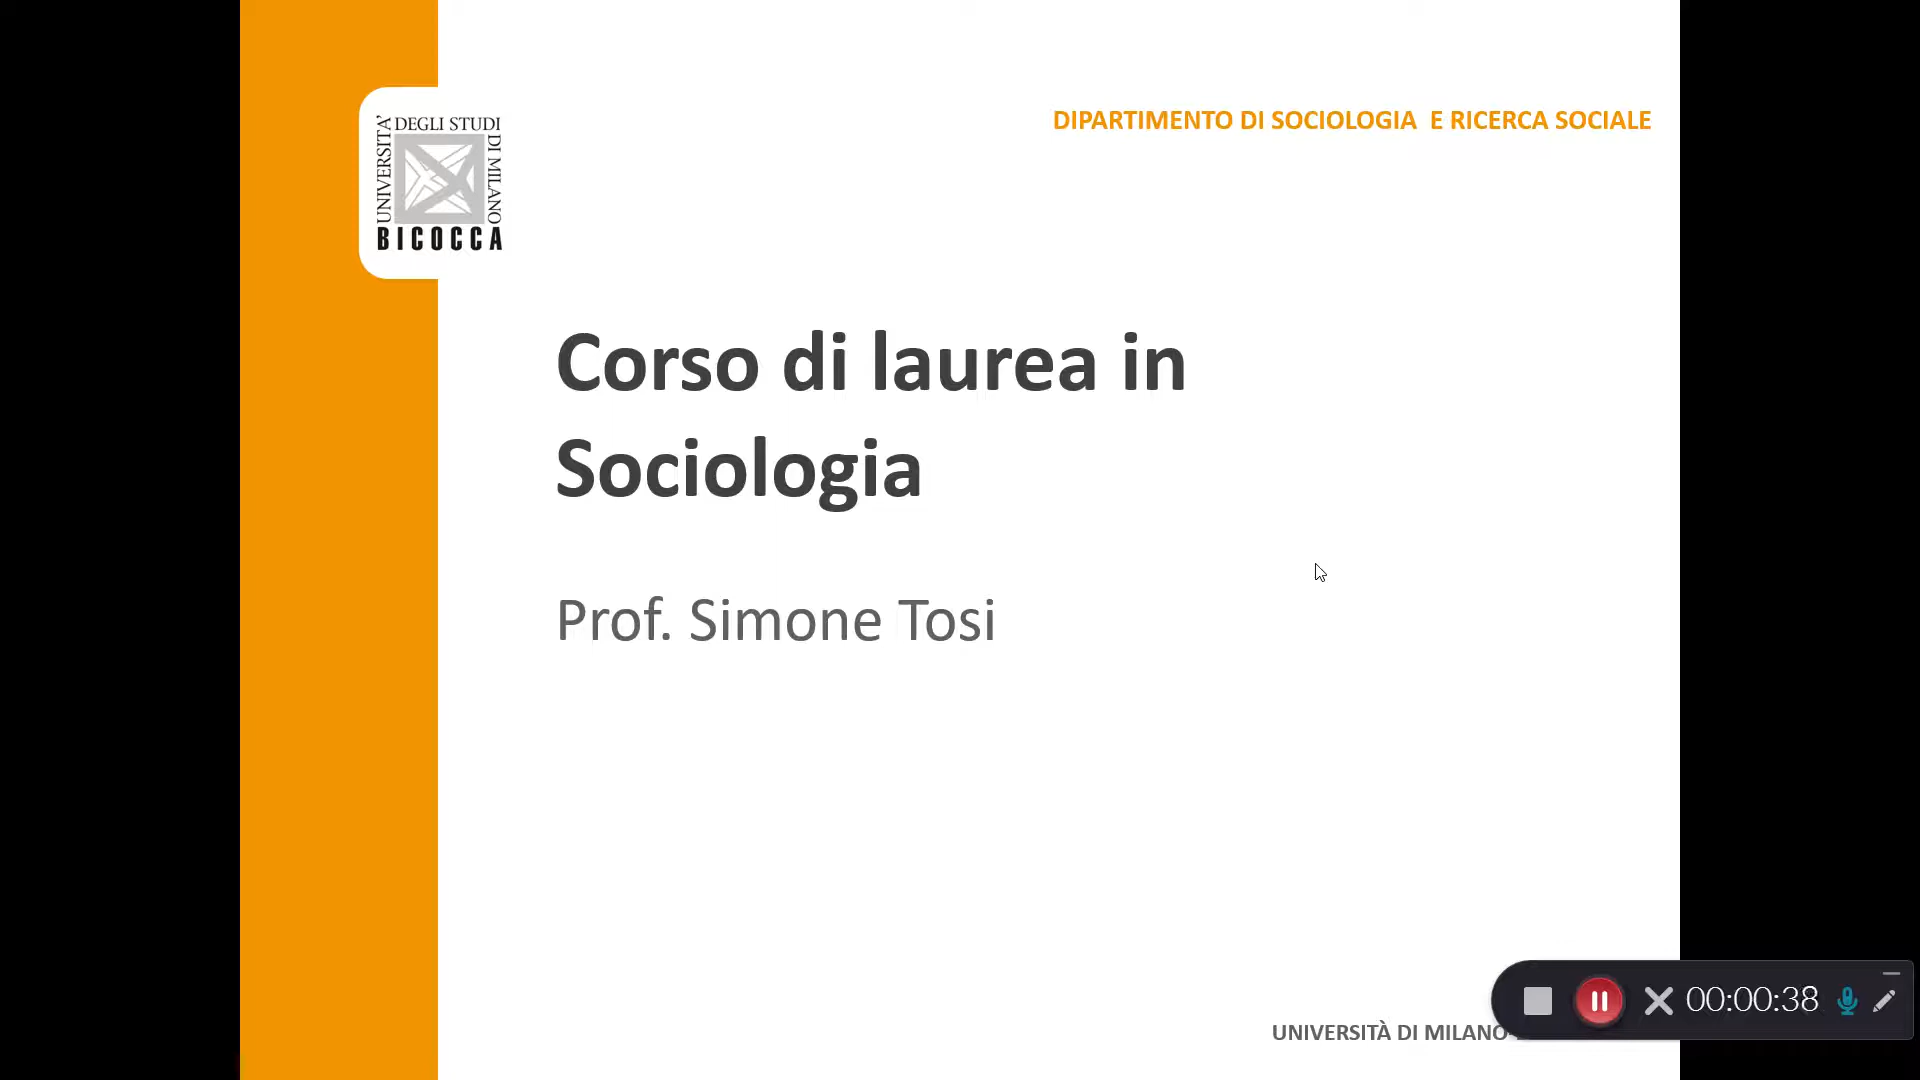 UNIVERSITA' DEGLI STUDI DI MILANO
BICOCCA
DIPARTIMENTO DI SOCIOLOGIA E RICERCA SOCIALE
Corso di laurea in
Sociologia
Prof. Simone Tosi
UNIVERSITÀ DI MILANO
00:00:38